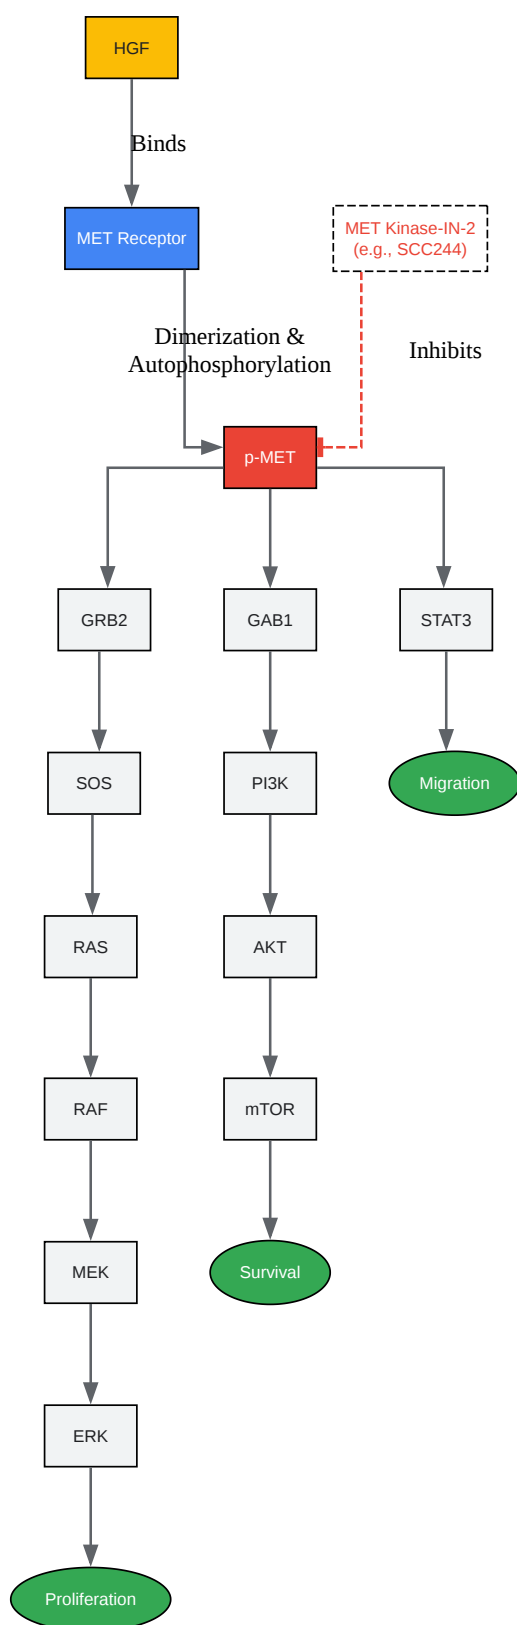 HGF
Binds
MET Receptor
MET Kinase-IN-2
(e.g., SCC244)
Dimerization &
Autophosphorylation
Inhibits
p-MET
GRB2
GAB1
STAT3
SOS
PI3K
Migration
RAS
AKT
RAF
mTOR
MEK
Survival
ERK
Proliferation